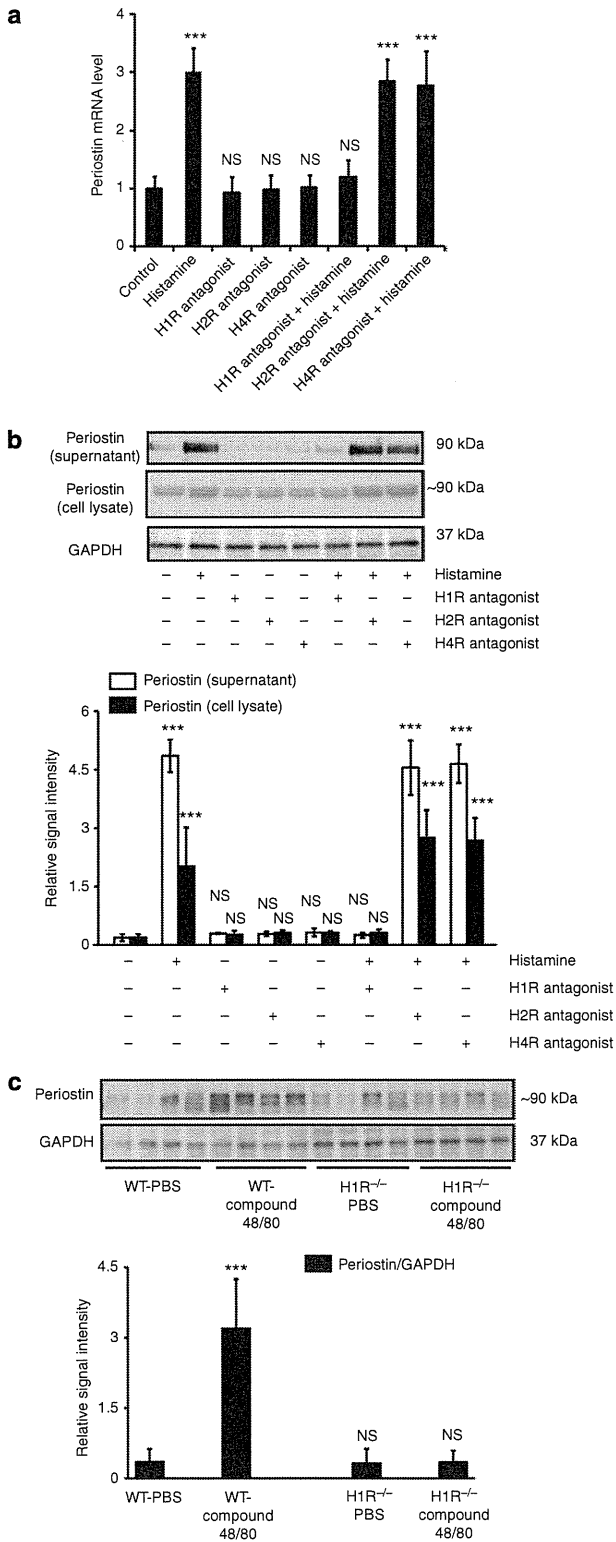 a
4
3
2
1
0
Periostin mRNA level
***
NS
NS
NS
NS
***
***
Control
Histamine
H1R antagonist
H2R antagonist
H4R antagonist
H1R antagonist + histamine
H2R antagonist + histamine
H4R antagonist + histamine
b
Periostin
(supernatant)
90 kDa
Periostin
(cell lysate)
~90 kDa
GAPDH
37 kDa
– + – – – + + + Histamine
– – + – – + – – H1R antagonist
– – – + – – + – H2R antagonist
– – – – + – – + H4R antagonist
Periostin (supernatant)
Periostin (cell lysate)
6
4.5
3
1.5
0
Relative signal intensity
***
***
NS
NS
NS
NS
NS
NS
NS
NS
***
***
***
***
– + – – – + + + Histamine
– – + – – + – – H1R antagonist
– – – + – – + – H2R antagonist
– – – – + – – + H4R antagonist
c
Periostin
~90 kDa
GAPDH
37 kDa
WT-PBS
WT-
compound
48/80
H1R–/–
PBS
H1R–/–
compound
48/80
Periostin/GAPDH
4.5
3
1.5
0
Relative signal intensity
***
NS
NS
WT-PBS
WT-
compound
48/80
H1R–/–
PBS
H1R–/–
compound
48/80